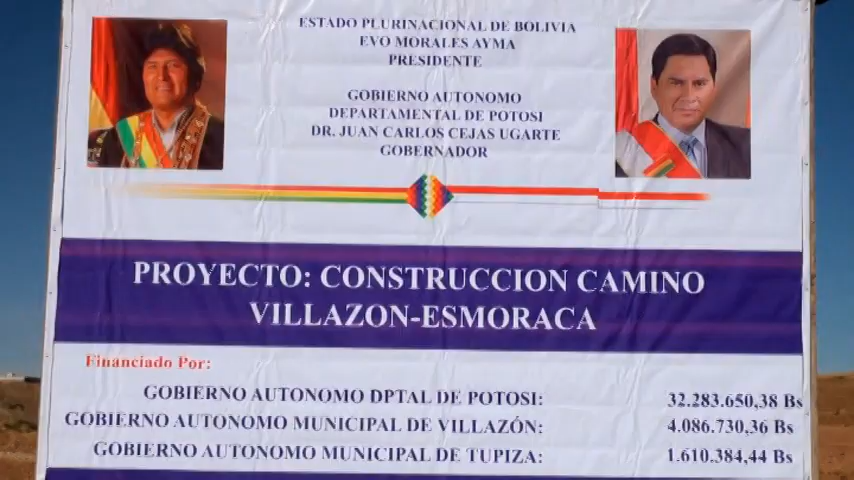 ESTADO PLURINACIONAL DE BOLIVIA
EVO MORALES AYMA
PRESIDENTE
GOBIERNO AUTONOMO
DEPARTAMENTAL DE POTOSI
DR. JUAN CARLOS CEJAS UGARTE
GOBERNADOR
PROYECTO: CONSTRUCCION CAMINO
VILLAZON-ESMORACA
Financiado Por:
GOBIERNO AUTONOMO DPTAL DE POTOSI: 32.283.650,38 Bs
GOBIERNO AUTONOMO MUNICIPAL DE VILLAZÓN: 4.086.730,36 Bs
GOBIERNO AUTONOMO MUNICIPAL DE TUPIZA: 1.610.384,44 Bs